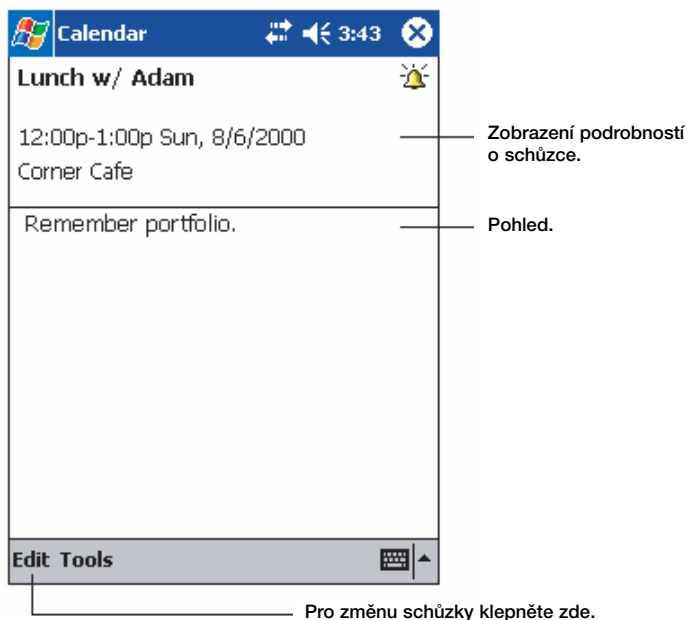 Calendar 3:43
Lunch w/ Adam
12:00p-1:00p Sun, 8/6/2000
Corner Cafe
Zobrazení podrobností
o schůzce.
Remember portfolio.
Pohled.
Edit Tools
Pro změnu schůzky klepněte zde.